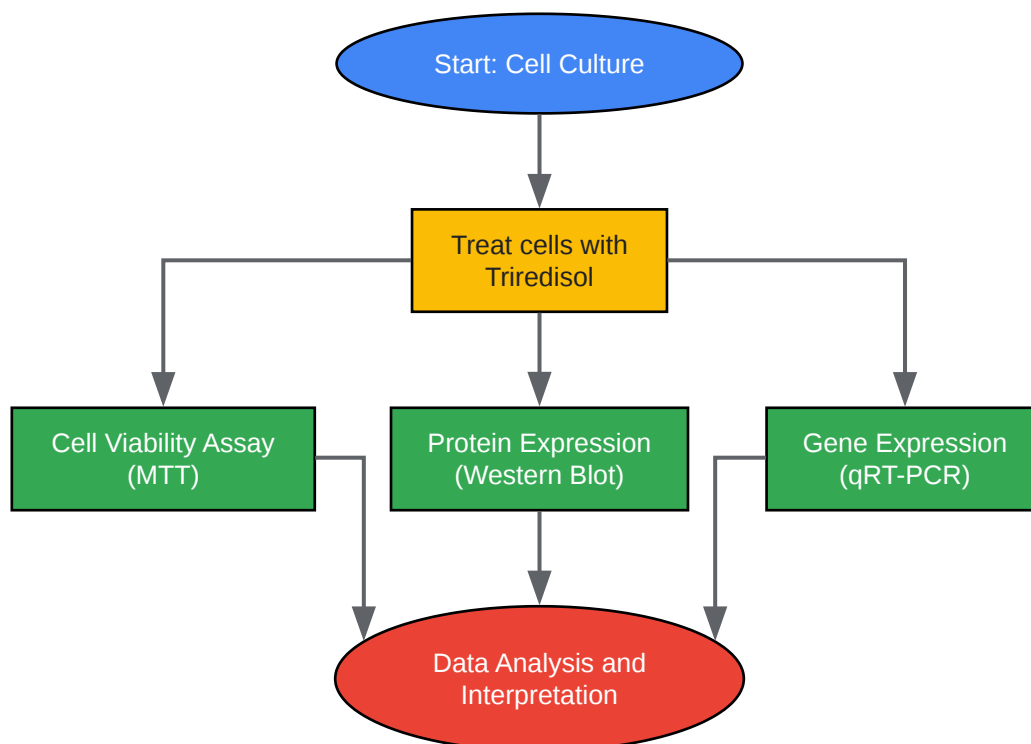 Start: Cell Culture
Treat cells with
Triredisol
Cell Viability Assay
(MTT)
Protein Expression
(Western Blot)
Gene Expression
(qRT-PCR)
Data Analysis and
Interpretation